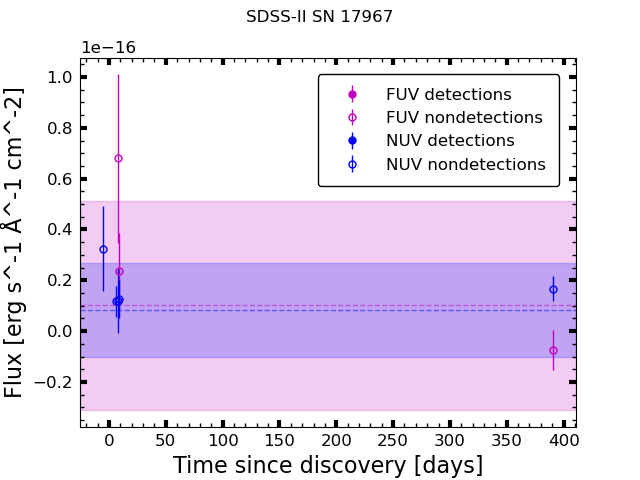 SDSS-II SN 17967
1e−16
FUV detections
FUV nondetections
NUV detections
NUV nondetections
1.0
0.8
0.6
0.4
0.2
0.0
−0.2
Flux [erg s^-1 Å^-1 cm^-2]
0 50 100 150 200 250 300 350 400
Time since discovery [days]